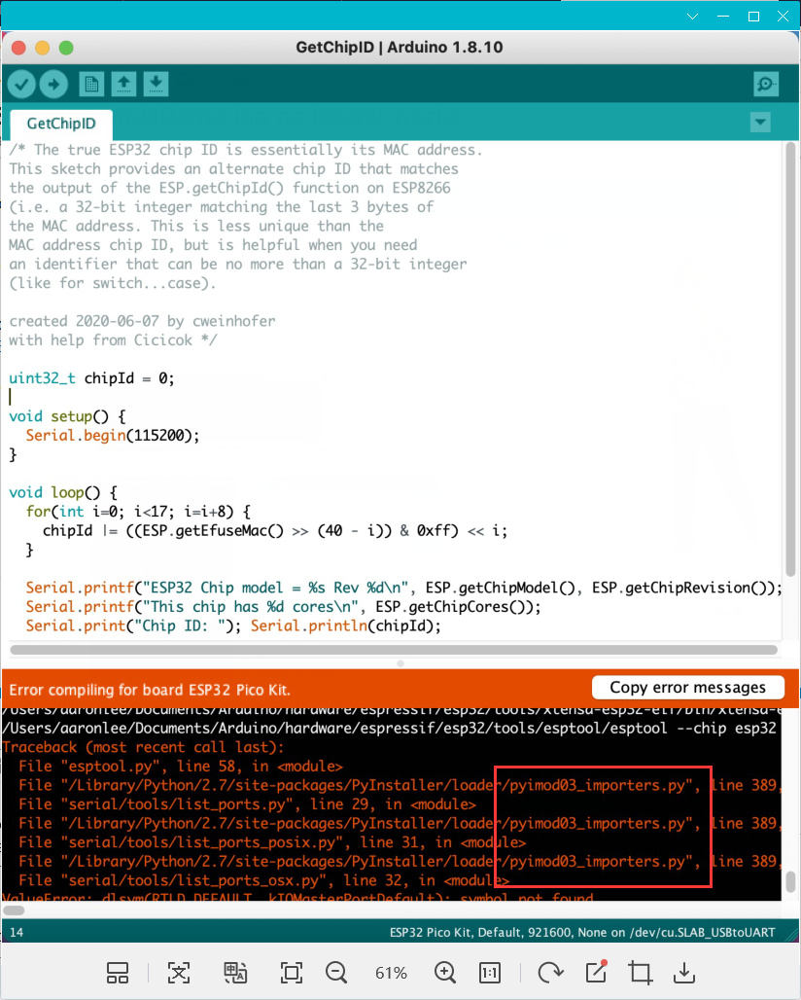 GetChipID | Arduino 1.8.10
GetChipID
/* The true ESP32 chip ID is essentially its MAC address.
This sketch provides an alternate chip ID that matches
the output of the ESP.getChipId() function on ESP8266
(i.e. a 32-bit integer matching the last 3 bytes of
the MAC address. This is less unique than the
MAC address chip ID, but is helpful when you need
an identifier that can be no more than a 32-bit integer
(like for switch...case).
created 2020-06-07 by cweinhofer
with help from Cicicok */
uint32_t chipId = 0;
void setup() {
Serial.begin(115200);
}
void loop() {
for(int i=0; i<17; i=i+8) {
chipId |= ((ESP.getEfuseMac() >> (40 - i)) & 0xff) << i;
}
Serial.printf("ESP32 Chip model = %s Rev %d\n", ESP.getChipModel(), ESP.getChipRevision());
Serial.printf("This chip has %d cores\n", ESP.getChipCores());
Serial.print("Chip ID: "); Serial.println(chipId);
Error compiling for board ESP32 Pico Kit.
Copy error messages
/Users/aaronlee/Documents/Arduino/hardware/espressif/esp32/tools/xtensa-esp32-elf/bin/xtensa-e
/Users/aaronlee/Documents/Arduino/hardware/espressif/esp32/tools/esptool/esptool --chip esp32
Traceback (most recent call last):
File "esptool.py", line 58, in <module>
File "/Library/Python/2.7/site-packages/PyInstaller/loader/pyimod03_importers.py", line 389,
File "serial/tools/list_ports.py", line 29, in <module>
File "/Library/Python/2.7/site-packages/PyInstaller/loader/pyimod03_importers.py", line 389,
File "serial/tools/list_ports_posix.py", line 31, in <module>
File "/Library/Python/2.7/site-packages/PyInstaller/loader/pyimod03_importers.py", line 389,
File "serial/tools/list_ports_osx.py", line 32, in <module>
ValueError: dlsym(RTLD_DEFAULT, kIOMasterPortDefault): symbol not found
14
ESP32 Pico Kit, Default, 921600, None on /dev/cu.SLAB_USBtoUART
61%
1:1